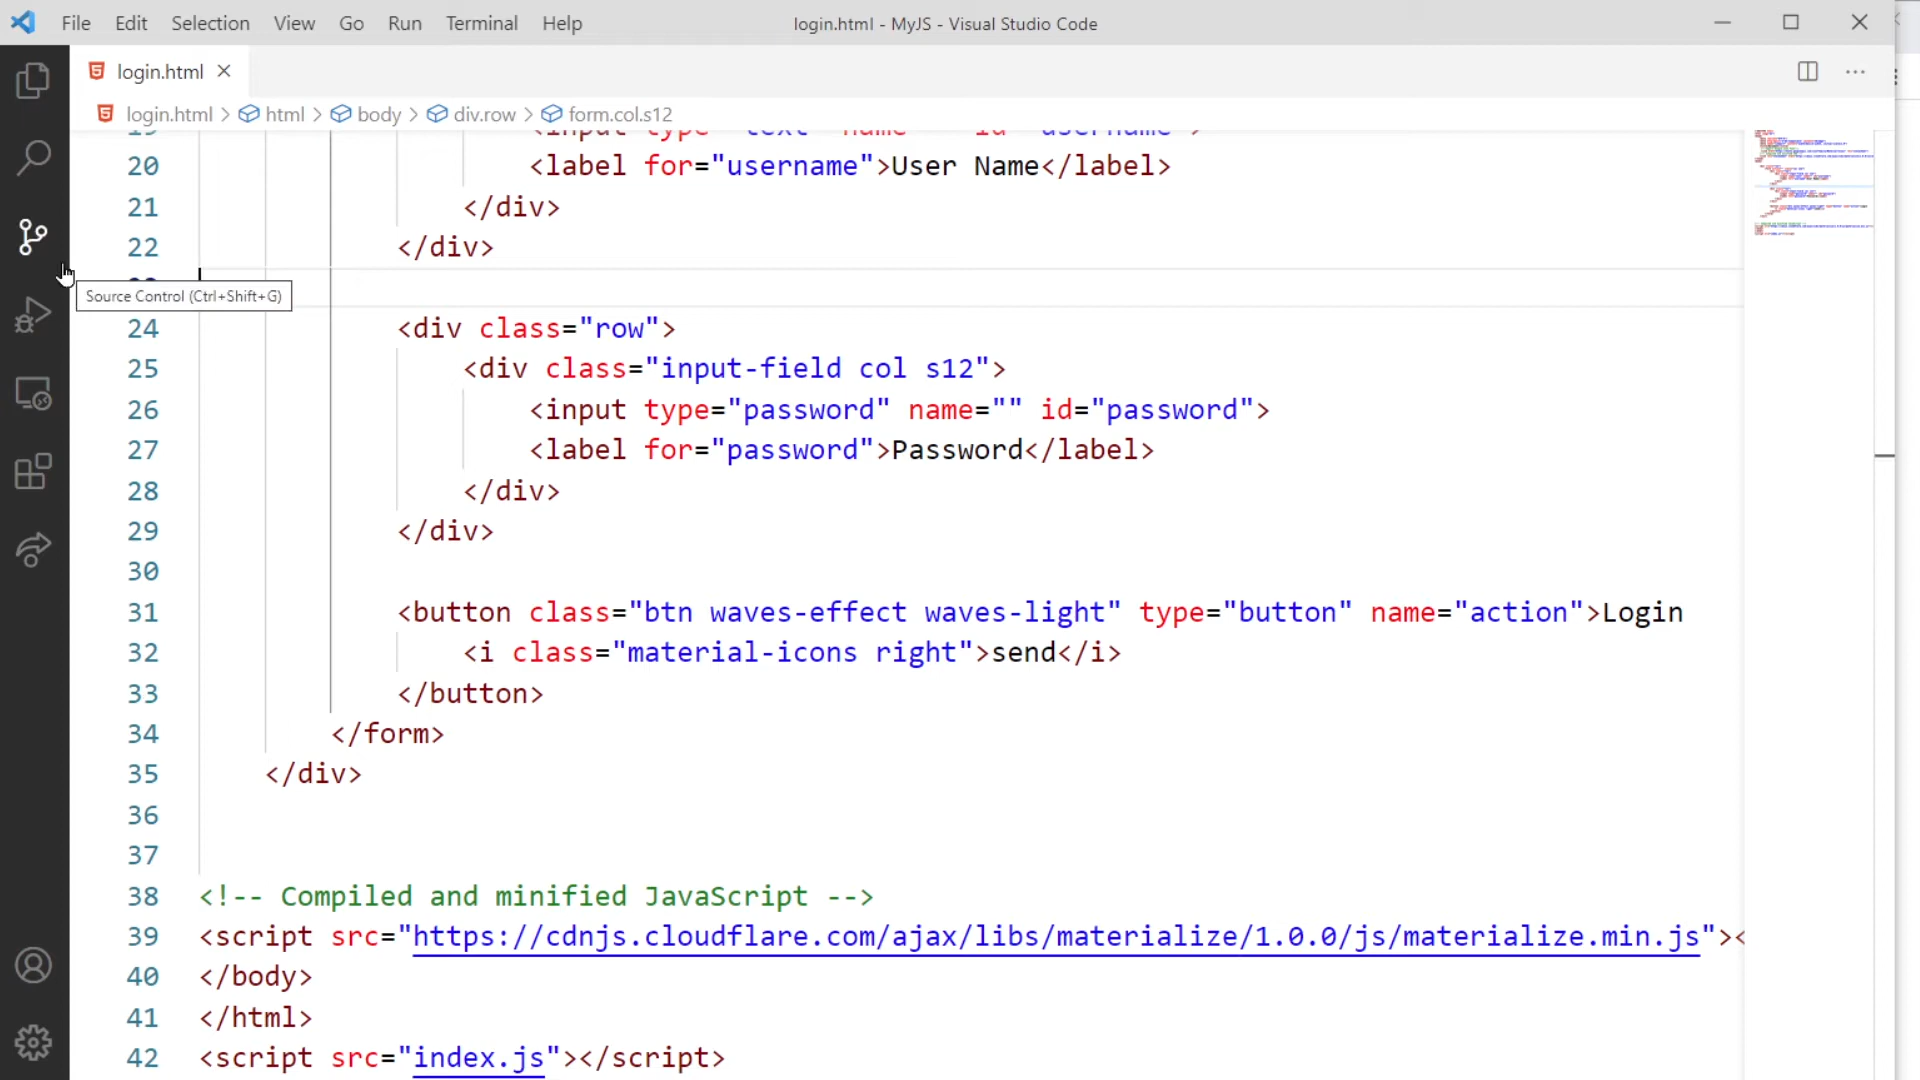 File Edit Selection View Go Run Terminal Help login.html - MyJS - Visual Studio Code
login.html
login.html > html > body > div.row > form.col.s12
<input type="text" name="" id="username">
20 <label for="username">User Name</label>
21 </div>
22 </div>
Source Control (Ctrl+Shift+G)
24 <div class="row">
25 <div class="input-field col s12">
26 <input type="password" name="" id="password">
27 <label for="password">Password</label>
28 </div>
29 </div>
30
31 <button class="btn waves-effect waves-light" type="button" name="action">Login
32 <i class="material-icons right">send</i>
33 </button>
34 </form>
35 </div>
36
37
38 <!-- Compiled and minified JavaScript -->
39 <script src="https://cdnjs.cloudflare.com/ajax/libs/materialize/1.0.0/js/materialize.min.js"><
40 </body>
41 </html>
42 <script src="index.js"></script>